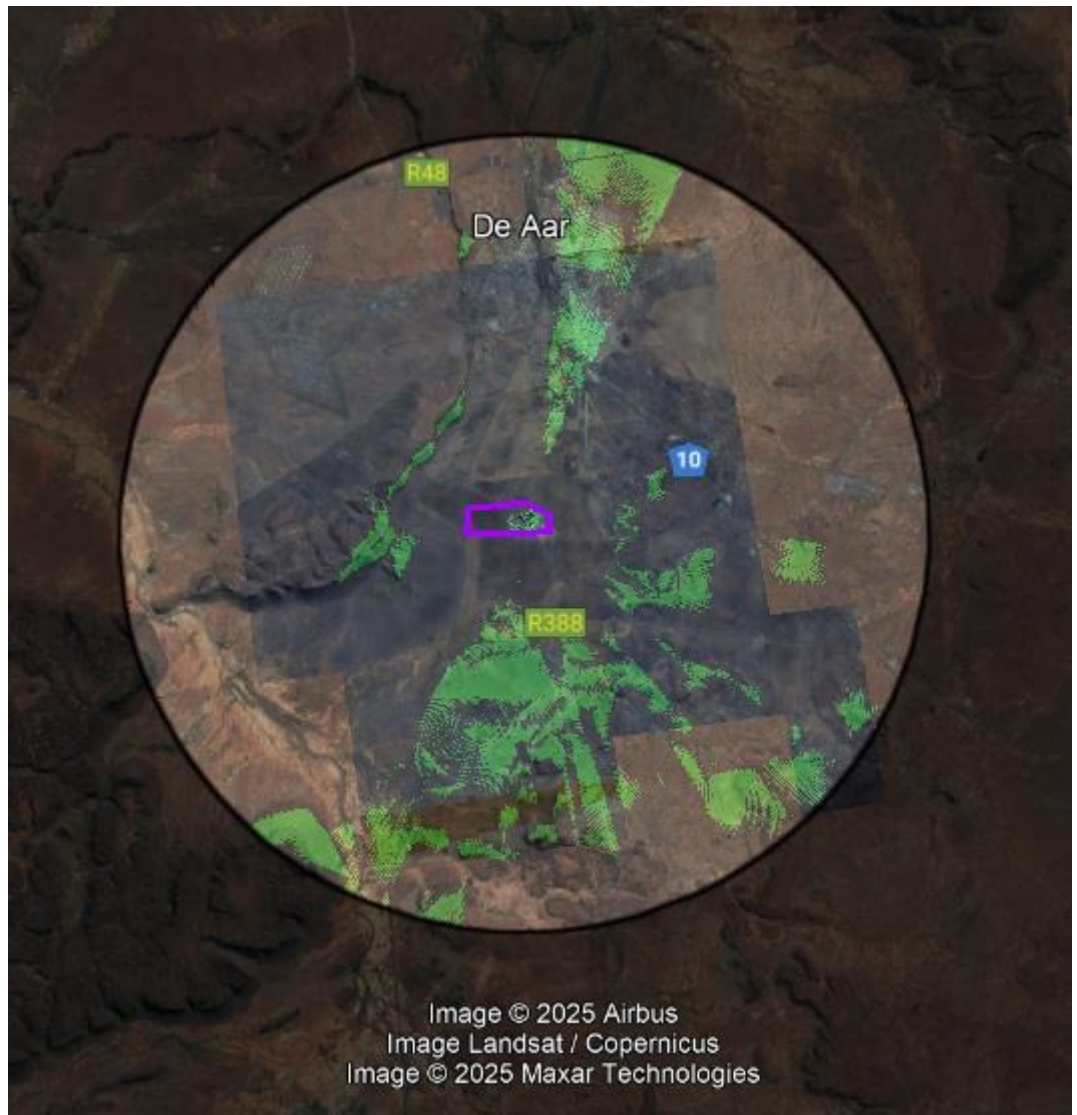 R48
De Aar
10
R388
Image © 2025 Airbus
Image Landsat / Copernicus
Image © 2025 Maxar Technologies